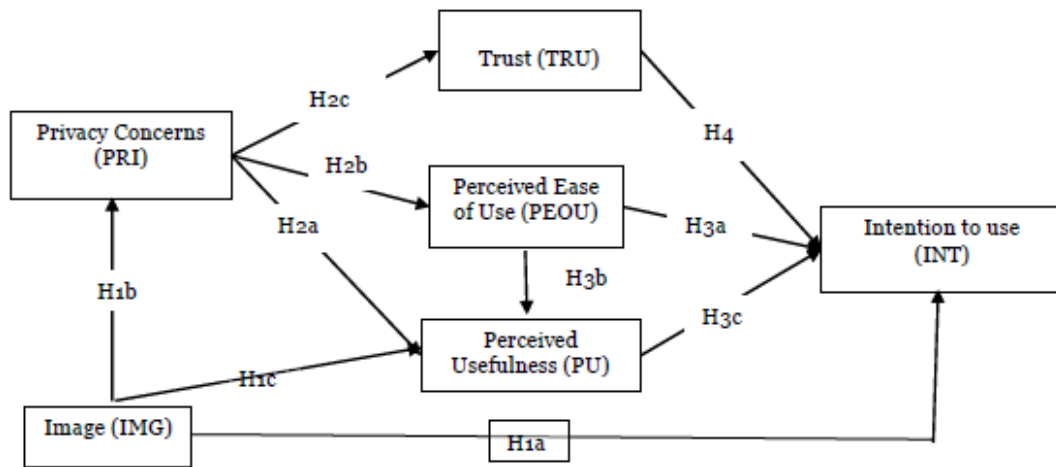 Trust (TRU)
H2c
H4
Privacy Concerns
(PRI)
H2b
Perceived Ease
of Use (PEOU)
H2a
H3a
Intention to use
(INT)
H1b
H3b
H3c
Perceived
Usefulness (PU)
H1c
Image (IMG)
H1a